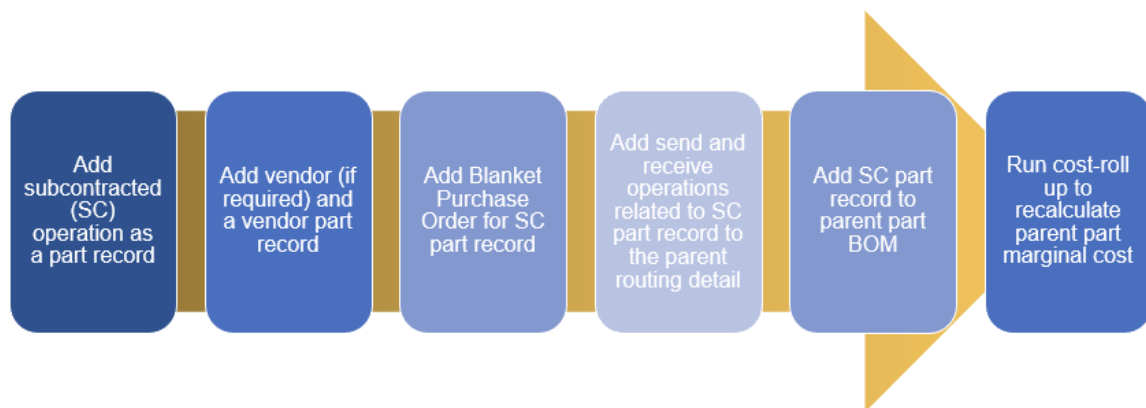 Add
subcontracted
(SC)
operation as
a part record
Add vendor (if
required) and
a vendor part
record
Add Blanket
Purchase
Order for SC
part record
Add send and
receive
operations
related to SC
part record to
the parent
routing detail
Add SC part
record to
parent part
BOM
Run cost-roll
up to
recalculate
parent part
marginal cost